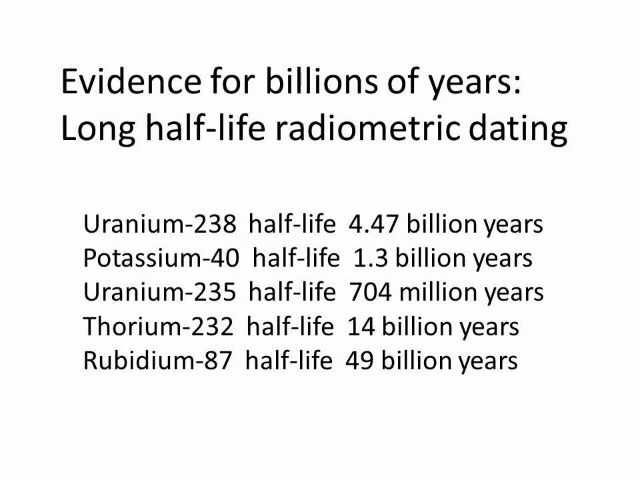 Evidence for billions of years:
Long half-life radiometric dating
Uranium-238 half-life 4.47 billion years
Potassium-40 half-life 1.3 billion years
Uranium-235 half-life 704 million years
Thorium-232 half-life 14 billion years
Rubidium-87 half-life 49 billion years